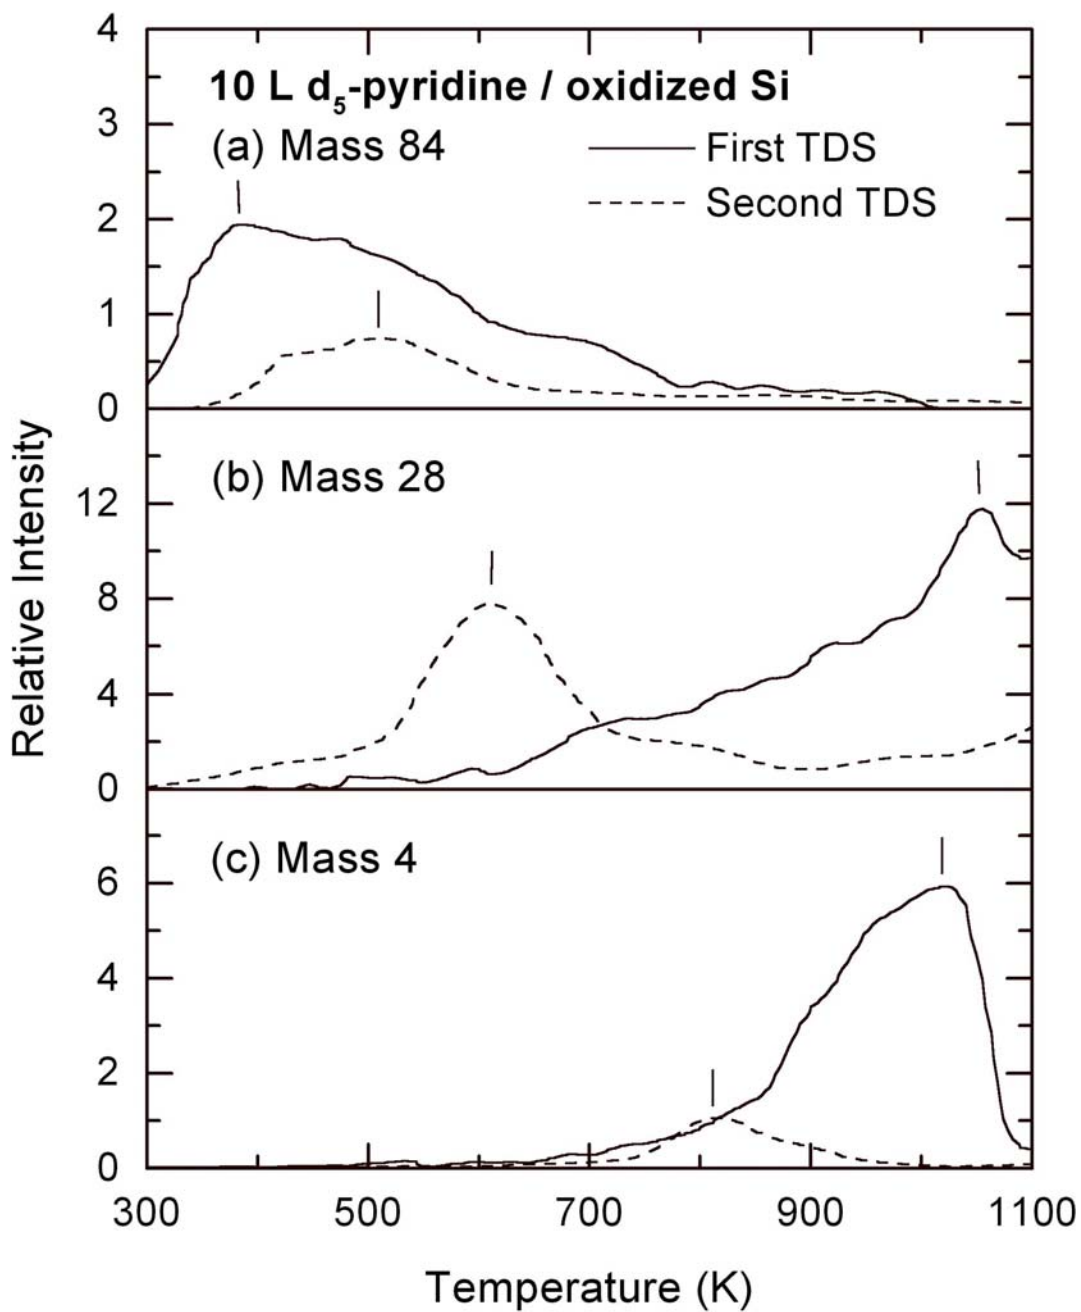 10 L d₅-pyridine / oxidized Si
(a) Mass 84
First TDS
Second TDS
4
3
2
1
0
(b) Mass 28
12
8
4
0
(c) Mass 4
6
4
2
0
300 500 700 900 1100
Relative Intensity
Temperature (K)